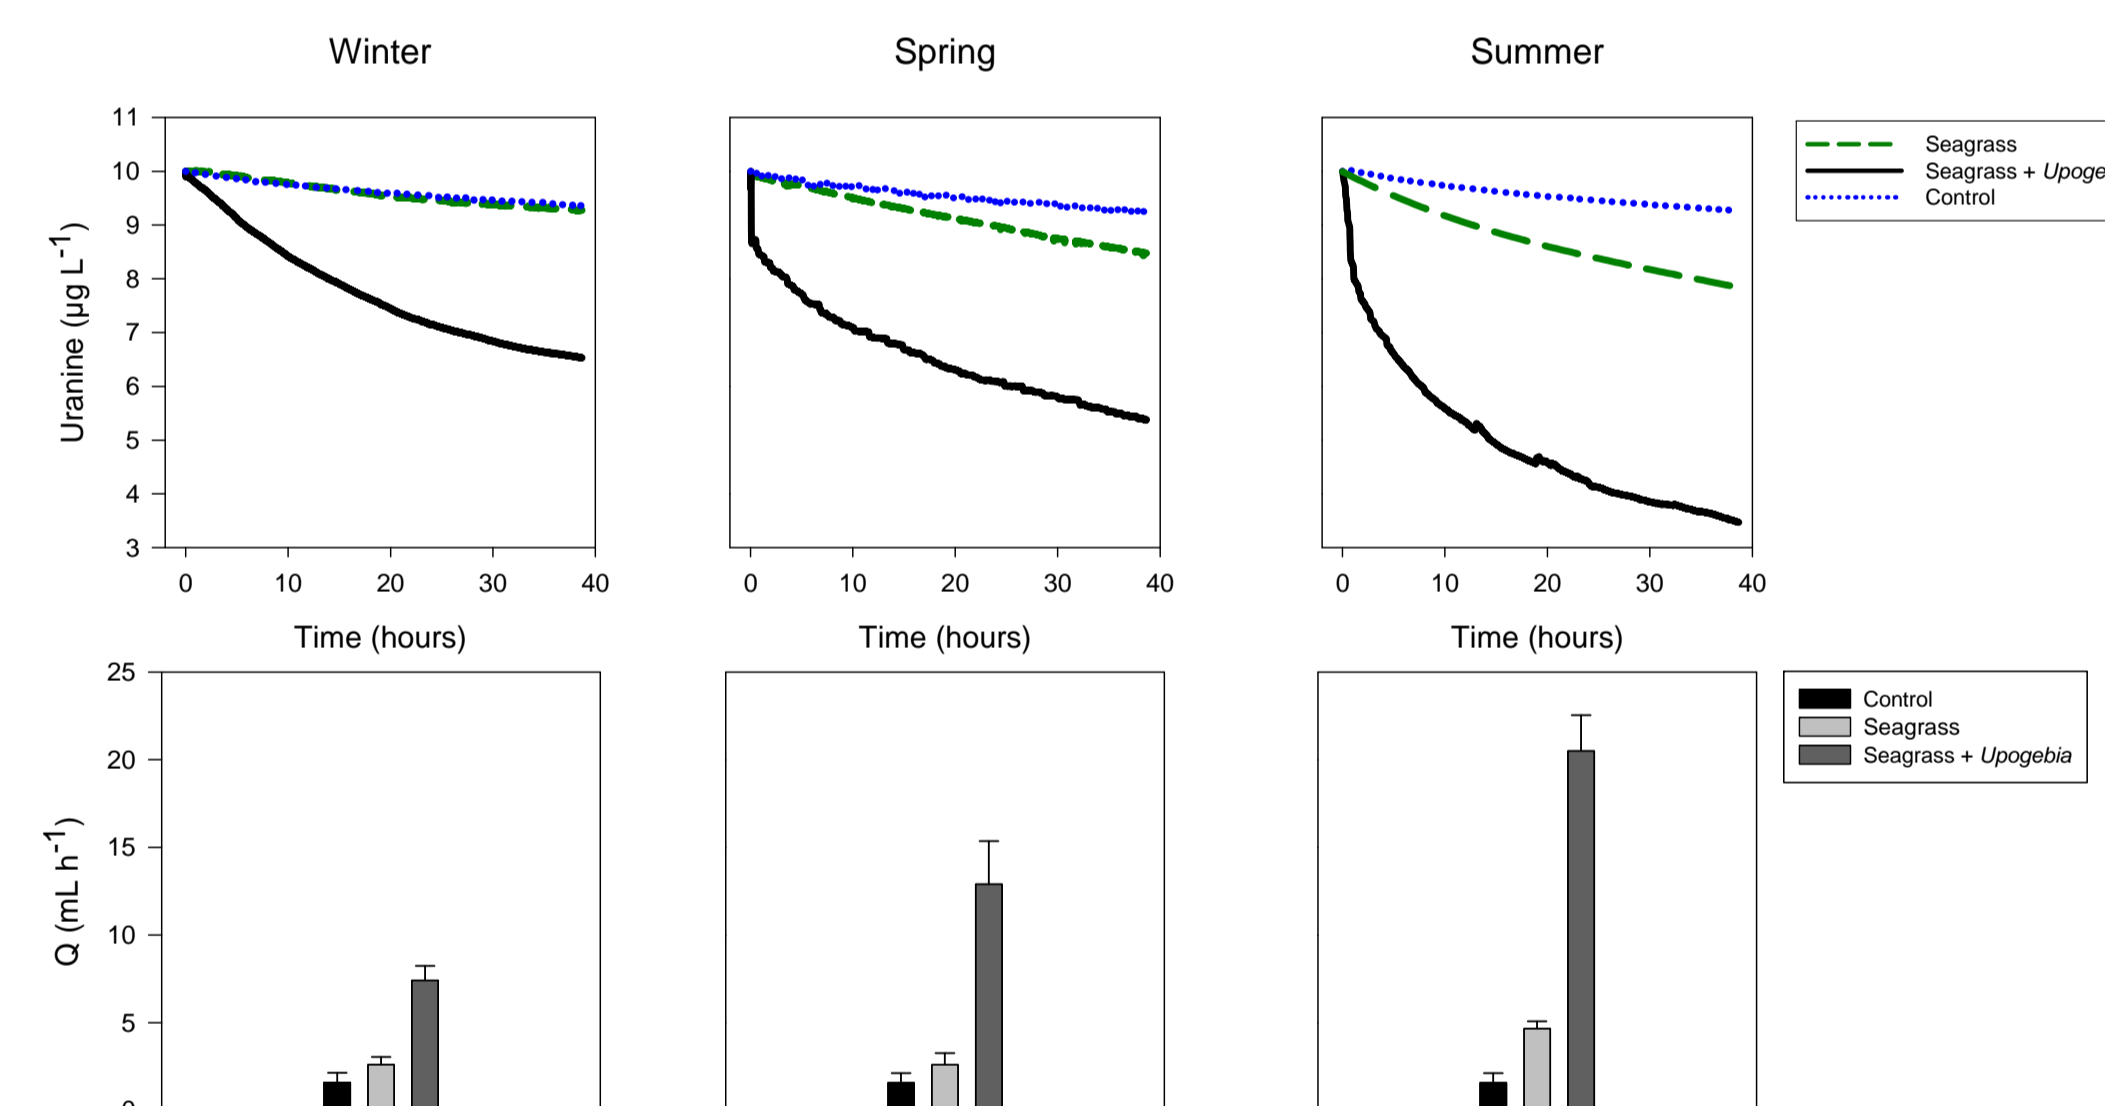 Winter Spring Summer
11
10
9
8
7
6
5
4
3
Uranine (µg L-1)
0 10 20 30 40
0 10 20 30 40
0 10 20 30 40
Time (hours) Time (hours) Time (hours)
Seagrass
Seagrass +
Control
25
20
15
10
5
0
Q (mL h-1)
Control
Seagrass
Seagrass + Upogebia